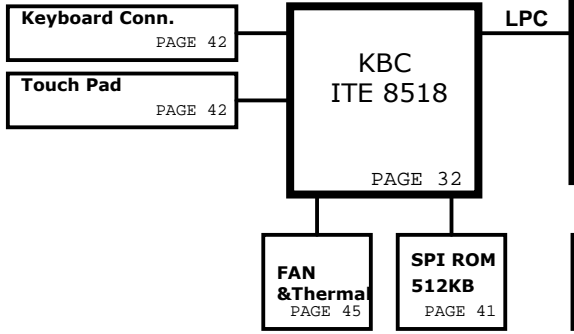 Keyboard Conn.
PAGE 42
Touch Pad
PAGE 42
KBC
ITE 8518
PAGE 32
LPC
FAN
&Thermal
PAGE 45
SPI ROM
512KB
PAGE 41